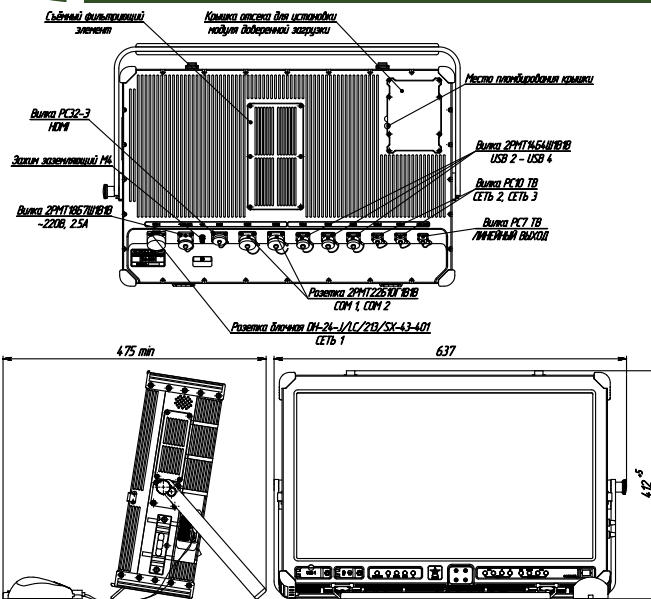 Съёмный фильтрующий
элемент
Крышка отсека для установки
модуля доверенной загрузки
Место пломбирования крышки
Вилка РС32-3
HDMI
Зажим заземляющий М4
Вилка 2РМТ18Б7Ш1В1В
~220В, 2.5А
Вилка 2РМТ14Б4Ш1В1В
USB 2 - USB 4
Вилка РС10 ТВ
СЕТЬ 2, СЕТЬ 3
Вилка РС7 ТВ
ЛИНЕЙНЫЙ ВЫХОД
Розетка 2РМТ22Б10Г1В1В
COM 1, COM 2
Розетка блочная DH-24-J/LC/213/SX-43-401
СЕТЬ 1
475 min
637
412 +5